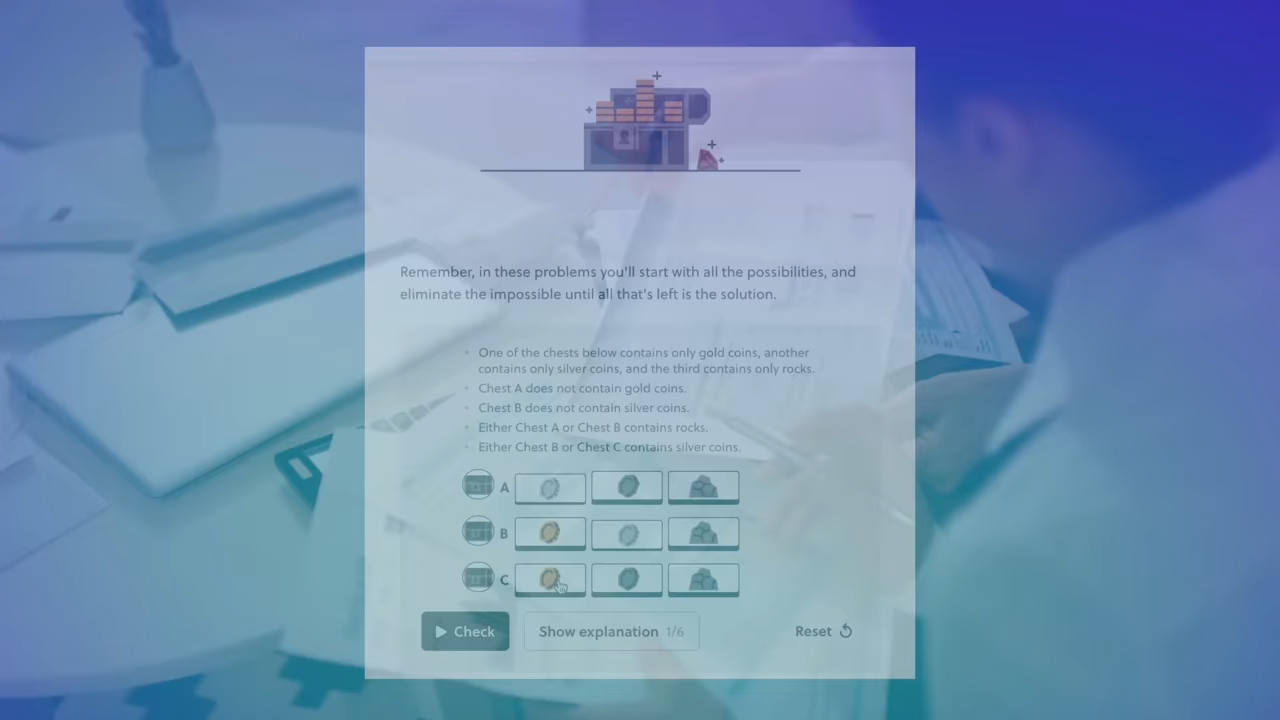 Remember, in these problems you'll start with all the possibilities, and
eliminate the impossible until all that's left is the solution.
• One of the chests below contains only gold coins, another
contains only silver coins, and the third contains only rocks.
• Chest A does not contain gold coins.
• Chest B does not contain silver coins.
• Either Chest A or Chest B contains rocks.
• Either Chest B or Chest C contains silver coins.
A
B
C
Check Show explanation 1/6 Reset